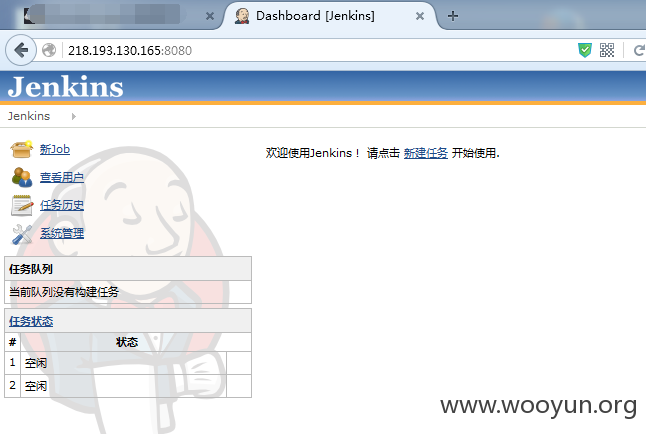 Dashboard [Jenkins]
218.193.130.165:8080
Jenkins
Jenkins
新Job
查看用户
任务历史
系统管理
欢迎使用Jenkins！ 请点击 新建任务 开始使用.
任务队列
当前队列没有构建任务
任务状态
# 状态
1 空闲
2 空闲
www.wooyun.org